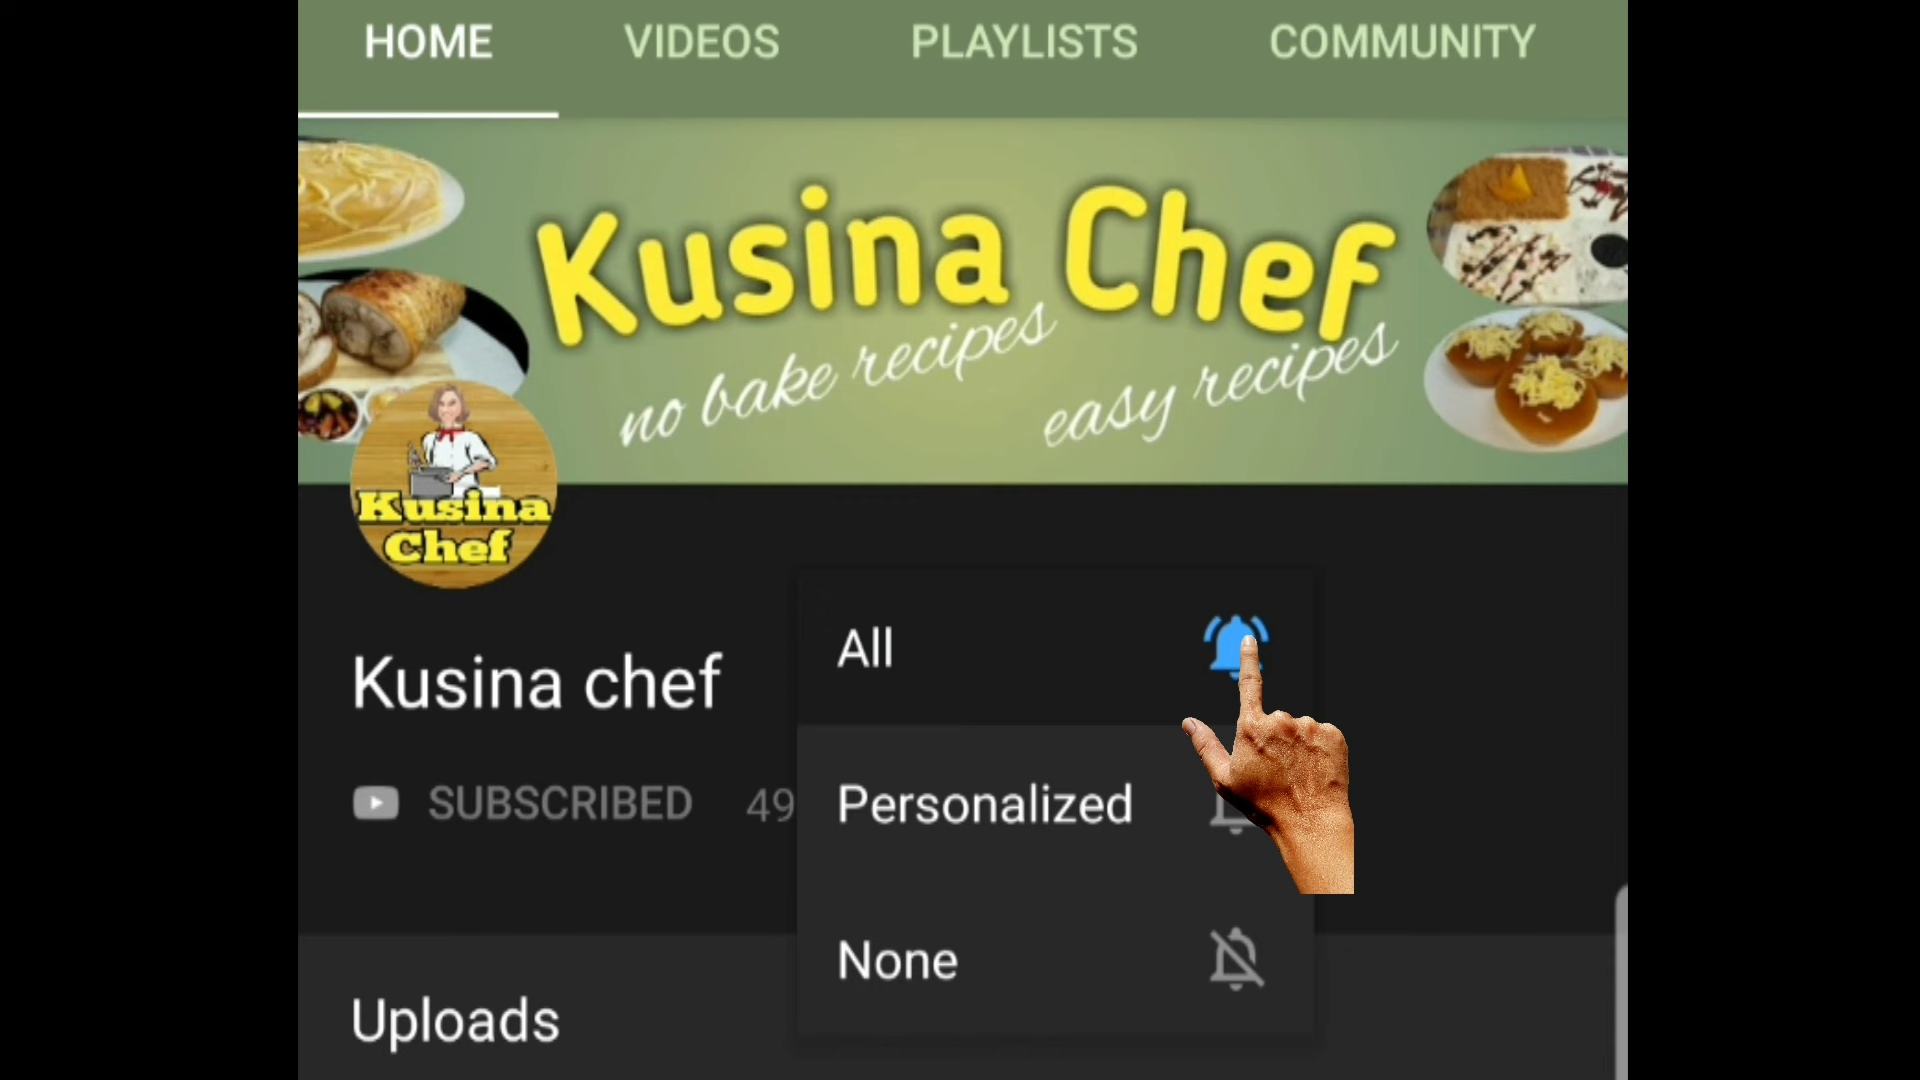 HOME VIDEOS PLAYLISTS COMMUNITY
Kusina Chef
no bake recipes easy recipes
Kusina
Chef
Kusina chef
SUBSCRIBED 49
All
Personalized
None
Uploads